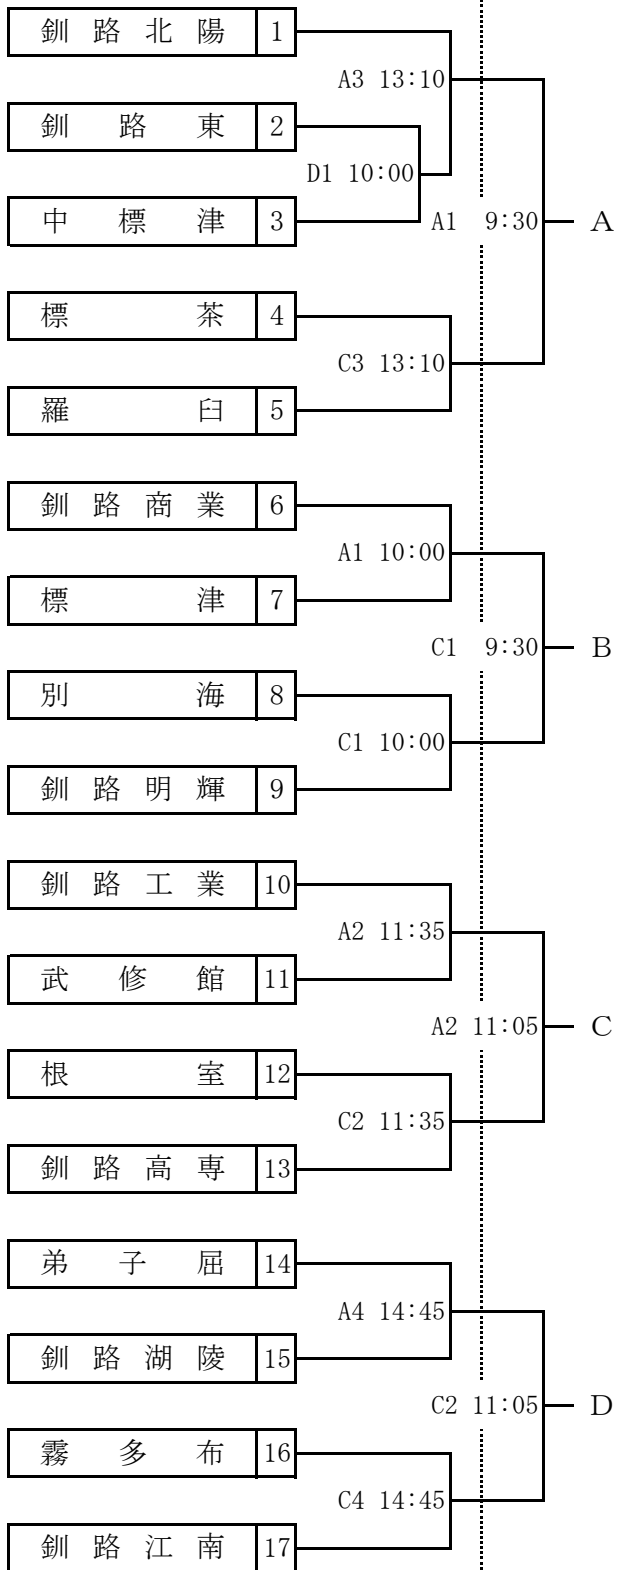 釧路北陽 1
A3 13:10
釧路東 2
D1 10:00
中標津 3
A1 9:30 A
標茶 4
C3 13:10
羅臼 5
釧路商業 6
A1 10:00
標津 7
C1 9:30 B
別海 8
C1 10:00
釧路明輝 9
釧路工業 10
A2 11:35
武修館 11
A2 11:05 C
根室 12
C2 11:35
釧路高専 13
弟子屈 14
A4 14:45
釧路湖陵 15
C2 11:05 D
霧多布 16
C4 14:45
釧路江南 17